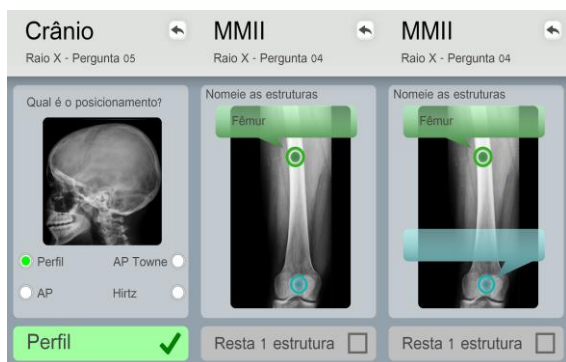 Crânio
Raio X - Pergunta 05
Qual é o posicionamento?
Perfil
AP Towne
AP
Hirtz
Perfil
MMII
Raio X - Pergunta 04
Nomeie as estruturas
Fêmur
Resta 1 estrutura
MMII
Raio X - Pergunta 04
Nomeie as estruturas
Fêmur
Resta 1 estrutura